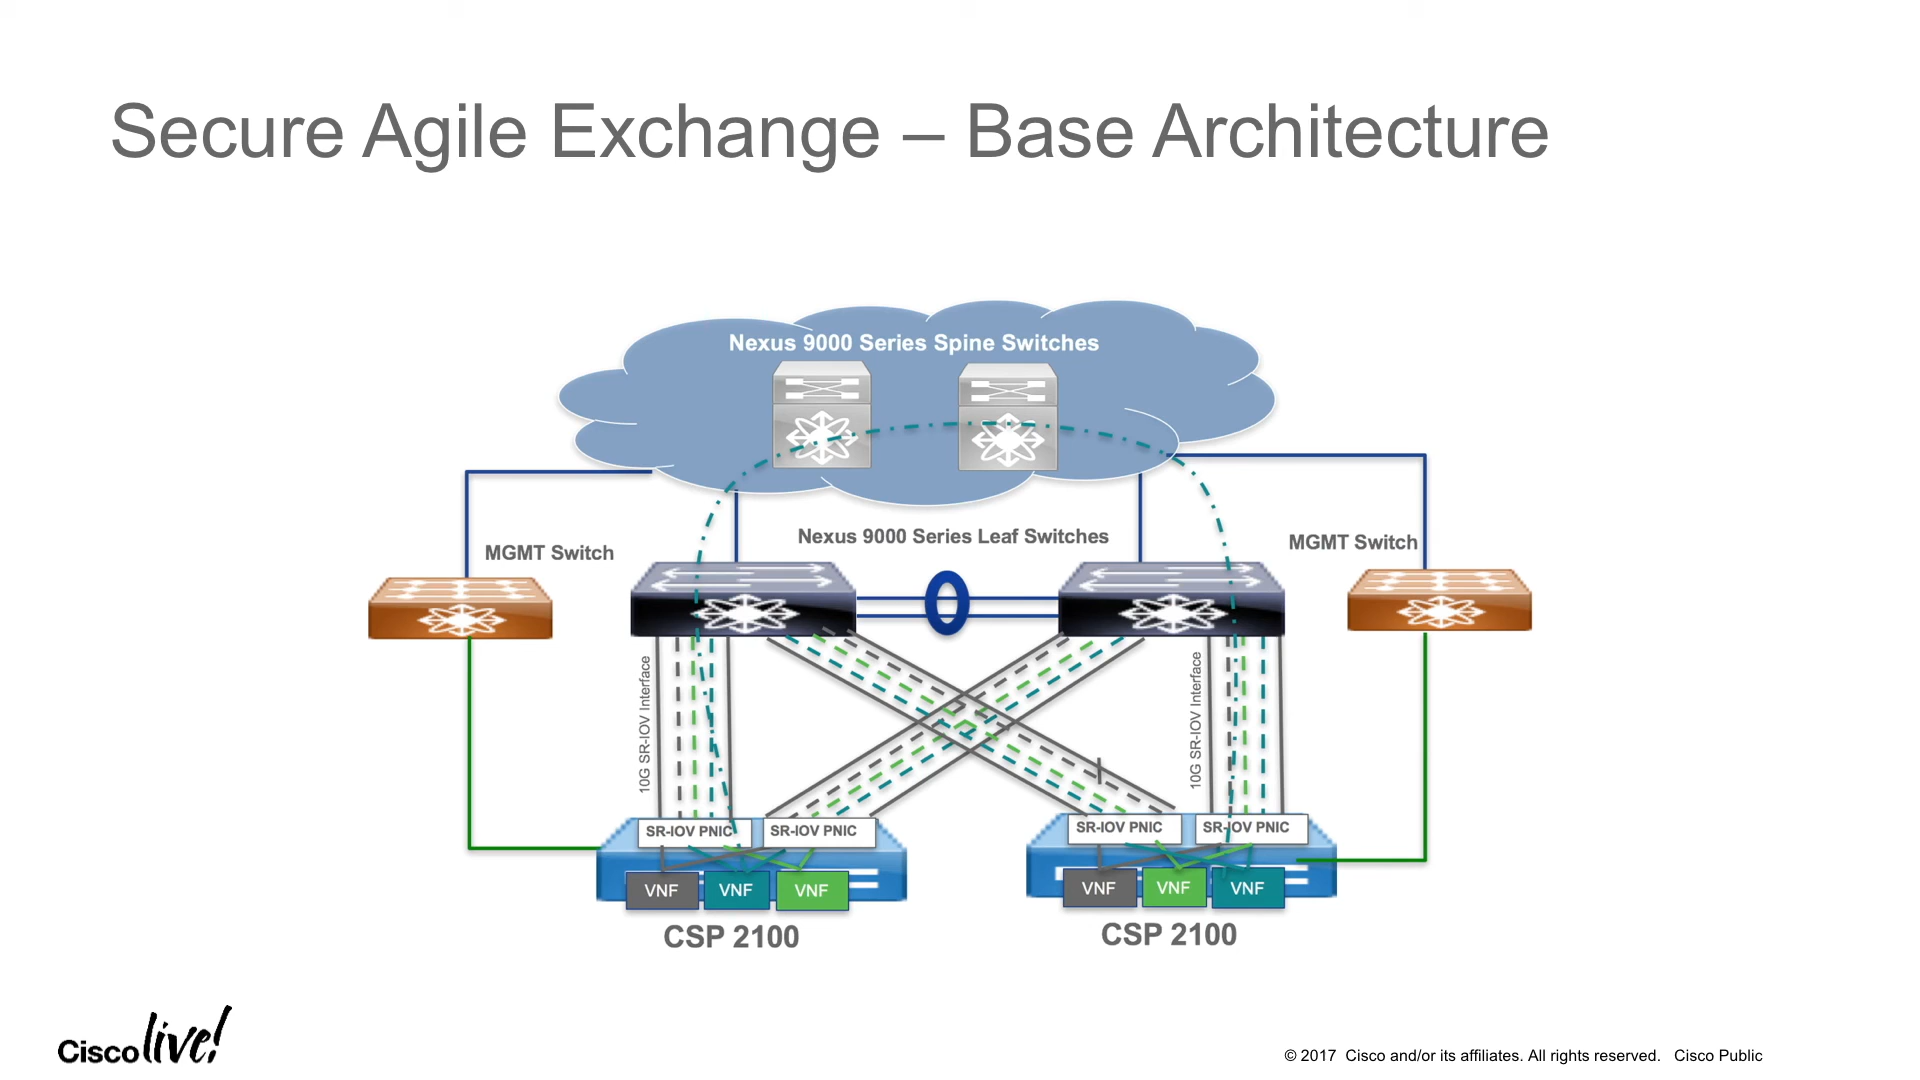 Secure Agile Exchange – Base Architecture
Nexus 9000 Series Spine Switches
Nexus 9000 Series Leaf Switches
MGMT Switch
MGMT Switch
10G SR-IOV Interface
10G SR-IOV Interface
SR-IOV PNIC
SR-IOV PNIC
SR-IOV PNIC
SR-IOV PNIC
VNF
VNF
VNF
VNF
VNF
VNF
CSP 2100
CSP 2100
Cisco live!
© 2017 Cisco and/or its affiliates. All rights reserved. Cisco Public